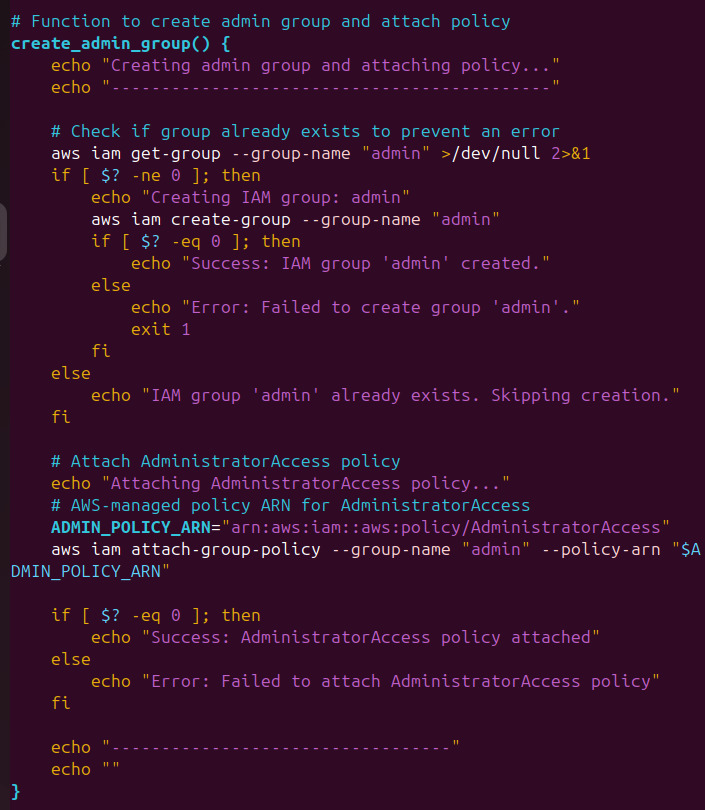 # Function to create admin group and attach policy
create_admin_group() {
    echo "Creating admin group and attaching policy..."
    echo "--------------------------------------------"

    # Check if group already exists to prevent an error
    aws iam get-group --group-name "admin" >/dev/null 2>&1
    if [ $? -ne 0 ]; then
        echo "Creating IAM group: admin"
        aws iam create-group --group-name "admin"
        if [ $? -eq 0 ]; then
            echo "Success: IAM group 'admin' created."
        else
            echo "Error: Failed to create group 'admin'."
            exit 1
        fi
    else
        echo "IAM group 'admin' already exists. Skipping creation."
    fi

    # Attach AdministratorAccess policy
    echo "Attaching AdministratorAccess policy..."
    # AWS-managed policy ARN for AdministratorAccess
    ADMIN_POLICY_ARN="arn:aws:iam::aws:policy/AdministratorAccess"
    aws iam attach-group-policy --group-name "admin" --policy-arn "$A
DMIN_POLICY_ARN"

    if [ $? -eq 0 ]; then
        echo "Success: AdministratorAccess policy attached"
    else
        echo "Error: Failed to attach AdministratorAccess policy"
    fi

    echo "----------------------------------"
    echo ""
}